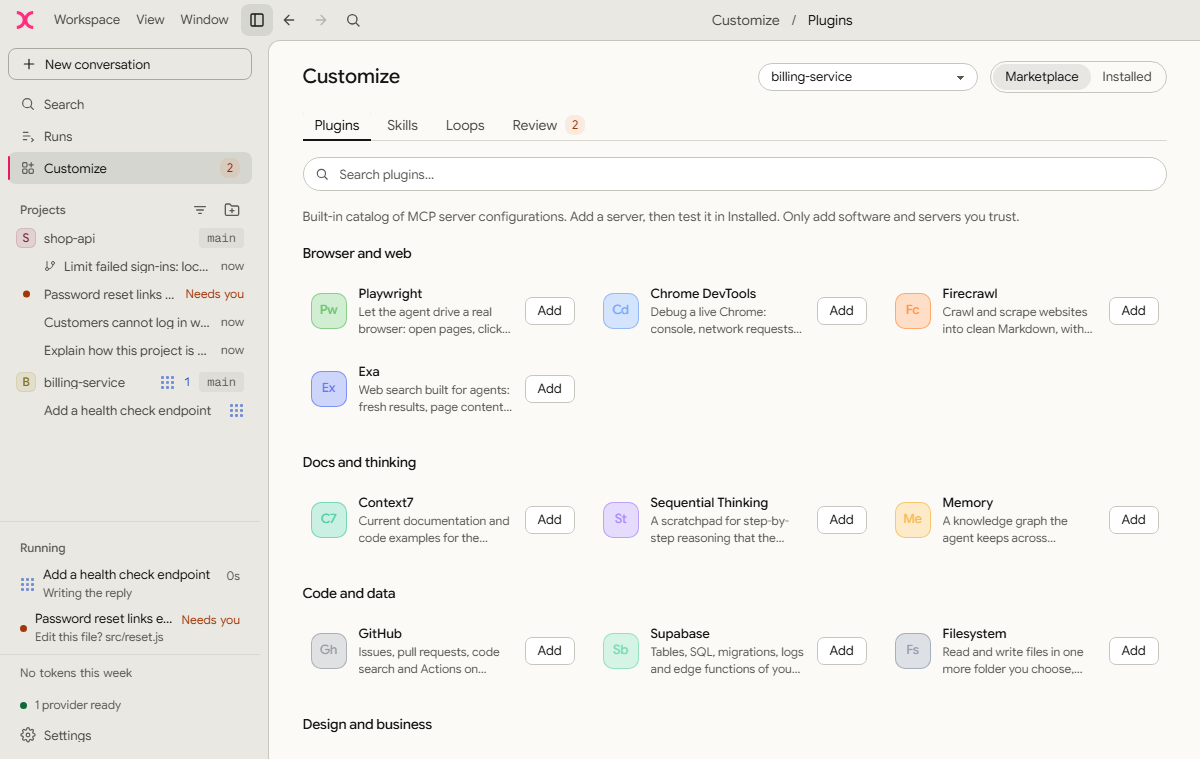 Workspace View Window
Customize / Plugins
New conversation
Search
Runs
Customize 2
Projects
S shop-api main
Limit failed sign-ins: loc... now
Password reset links ... Needs you
Customers cannot log in w... now
Explain how this project is ... now
B billing-service 1 main
Add a health check endpoint
Running
Add a health check endpoint 0s
Writing the reply
Password reset links e... Needs you
Edit this file? src/reset.js
No tokens this week
1 provider ready
Settings
Customize
billing-service
Marketplace Installed
Plugins Skills Loops Review 2
Search plugins...
Built-in catalog of MCP server configurations. Add a server, then test it in Installed. Only add software and servers you trust.
Browser and web
Pw
Playwright
Let the agent drive a real
browser: open pages, click...
Add
Cd
Chrome DevTools
Debug a live Chrome:
console, network requests...
Add
Fc
Firecrawl
Crawl and scrape websites
into clean Markdown, with...
Add
Ex
Exa
Web search built for agents:
fresh results, page content...
Add
Docs and thinking
C7
Context7
Current documentation and
code examples for the...
Add
St
Sequential Thinking
A scratchpad for step-by-
step reasoning that the...
Add
Me
Memory
A knowledge graph the
agent keeps across...
Add
Code and data
Gh
GitHub
Issues, pull requests, code
search and Actions on...
Add
Sb
Supabase
Tables, SQL, migrations, logs
and edge functions of you...
Add
Fs
Filesystem
Read and write files in one
more folder you choose,...
Add
Design and business